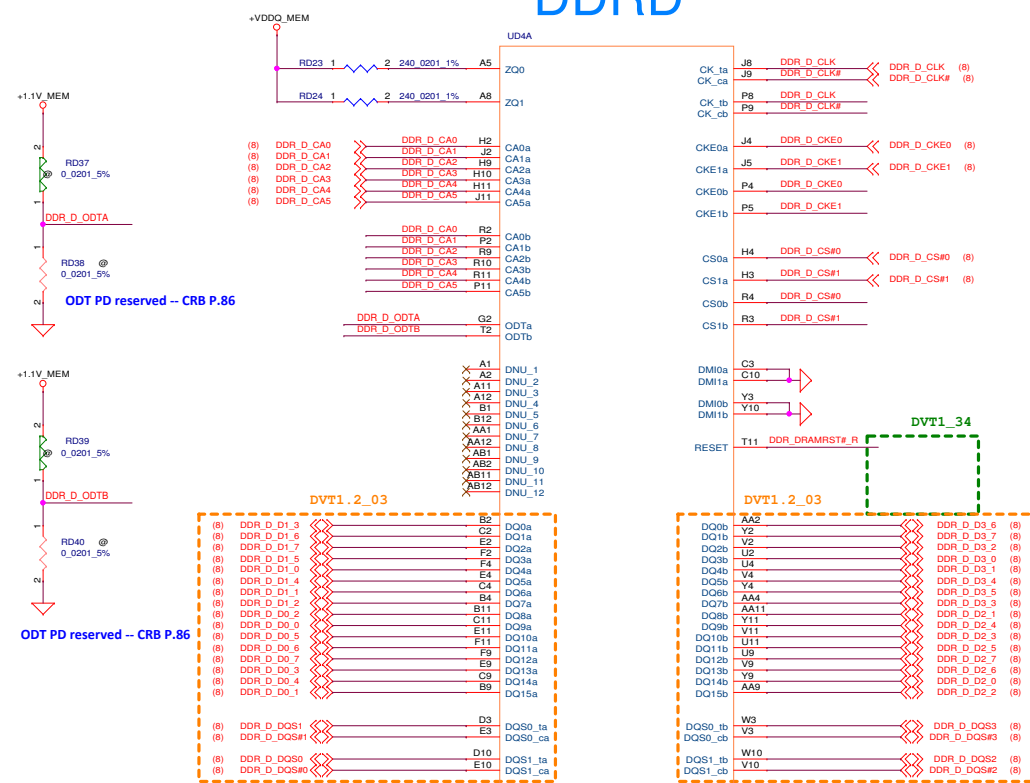 DDRD
+VDDQ_MEM
UD4A
RD23 1 2 240_0201_1% A5 ZQ0
RD24 1 2 240_0201_1% A8 ZQ1
CK_ta J8 DDR_D_CLK DDR_D_CLK (8)
CK_ca J9 DDR_D_CLK# DDR_D_CLK# (8)
CK_tb P8 DDR_D_CLK
CK_cb P9 DDR_D_CLK#
+1.1V_MEM
2
RD37
@ 0_0201_5%
1
DDR_D_ODTA
1
RD38 @
0_0201_5%
2
ODT PD reserved -- CRB P.86
(8) DDR_D_CA0 DDR_D_CA0 H2 CA0a
(8) DDR_D_CA1 DDR_D_CA1 J2 CA1a
(8) DDR_D_CA2 DDR_D_CA2 H9 CA2a
(8) DDR_D_CA3 DDR_D_CA3 H10 CA3a
(8) DDR_D_CA4 DDR_D_CA4 H11 CA4a
(8) DDR_D_CA5 DDR_D_CA5 J11 CA5a
DDR_D_CA0 R2 CA0b
DDR_D_CA1 P2 CA1b
DDR_D_CA2 R9 CA2b
DDR_D_CA3 R10 CA3b
DDR_D_CA4 R11 CA4b
DDR_D_CA5 P11 CA5b
DDR_D_ODTA G2 ODTa
DDR_D_ODTB T2 ODTb
CKE0a J4 DDR_D_CKE0 DDR_D_CKE0 (8)
CKE1a J5 DDR_D_CKE1 DDR_D_CKE1 (8)
CKE0b P4 DDR_D_CKE0
CKE1b P5 DDR_D_CKE1
CS0a H4 DDR_D_CS#0 DDR_D_CS#0 (8)
CS1a H3 DDR_D_CS#1 DDR_D_CS#1 (8)
CS0b R4 DDR_D_CS#0
CS1b R3 DDR_D_CS#1
A1 DNU_1
A2 DNU_2
A11 DNU_3
A12 DNU_4
B1 DNU_5
B12 DNU_6
AA1 DNU_7
AA12 DNU_8
AB1 DNU_9
AB2 DNU_10
AB11 DNU_11
AB12 DNU_12
DMI0a C3
DMI1a C10
DMI0b Y3
DMI1b Y10
RESET T11 DDR_DRAMRST#_R
DVT1_34
+1.1V_MEM
2
RD39
@ 0_0201_5%
1
DDR_D_ODTB
1
RD40 @
0_0201_5%
2
ODT PD reserved -- CRB P.86
DVT1.2_03
(8) DDR_D_D1_3 B2 DQ0a
(8) DDR_D_D1_6 C2 DQ1a
(8) DDR_D_D1_7 E2 DQ2a
(8) DDR_D_D1_5 F2 DQ3a
(8) DDR_D_D1_0 F4 DQ4a
(8) DDR_D_D1_4 E4 DQ5a
(8) DDR_D_D1_1 C4 DQ6a
(8) DDR_D_D1_2 B4 DQ7a
(8) DDR_D_D0_2 B11 DQ8a
(8) DDR_D_D0_0 C11 DQ9a
(8) DDR_D_D0_5 E11 DQ10a
(8) DDR_D_D0_6 F11 DQ11a
(8) DDR_D_D0_7 F9 DQ12a
(8) DDR_D_D0_3 E9 DQ13a
(8) DDR_D_D0_4 C9 DQ14a
(8) DDR_D_D0_1 B9 DQ15a
(8) DDR_D_DQS1 D3 DQS0_ta
(8) DDR_D_DQS#1 E3 DQS0_ca
(8) DDR_D_DQS0 D10 DQS1_ta
(8) DDR_D_DQS#0 E10 DQS1_ca
DVT1.2_03
DQ0b AA2 DDR_D_D3_6 (8)
DQ1b Y2 DDR_D_D3_7 (8)
DQ2b V2 DDR_D_D3_2 (8)
DQ3b U2 DDR_D_D3_0 (8)
DQ4b U4 DDR_D_D3_1 (8)
DQ5b V4 DDR_D_D3_4 (8)
DQ6b Y4 DDR_D_D3_5 (8)
DQ7b AA4 DDR_D_D3_3 (8)
DQ8b AA11 DDR_D_D2_1 (8)
DQ9b Y11 DDR_D_D2_4 (8)
DQ10b V11 DDR_D_D2_3 (8)
DQ11b U11 DDR_D_D2_5 (8)
DQ12b U9 DDR_D_D2_7 (8)
DQ13b V9 DDR_D_D2_6 (8)
DQ14b Y9 DDR_D_D2_0 (8)
DQ15b AA9 DDR_D_D2_2 (8)
DQS0_tb W3 DDR_D_DQS3 (8)
DQS0_cb V3 DDR_D_DQS#3 (8)
DQS1_tb W10 DDR_D_DQS2 (8)
DQS1_cb V10 DDR_D_DQS#2 (8)